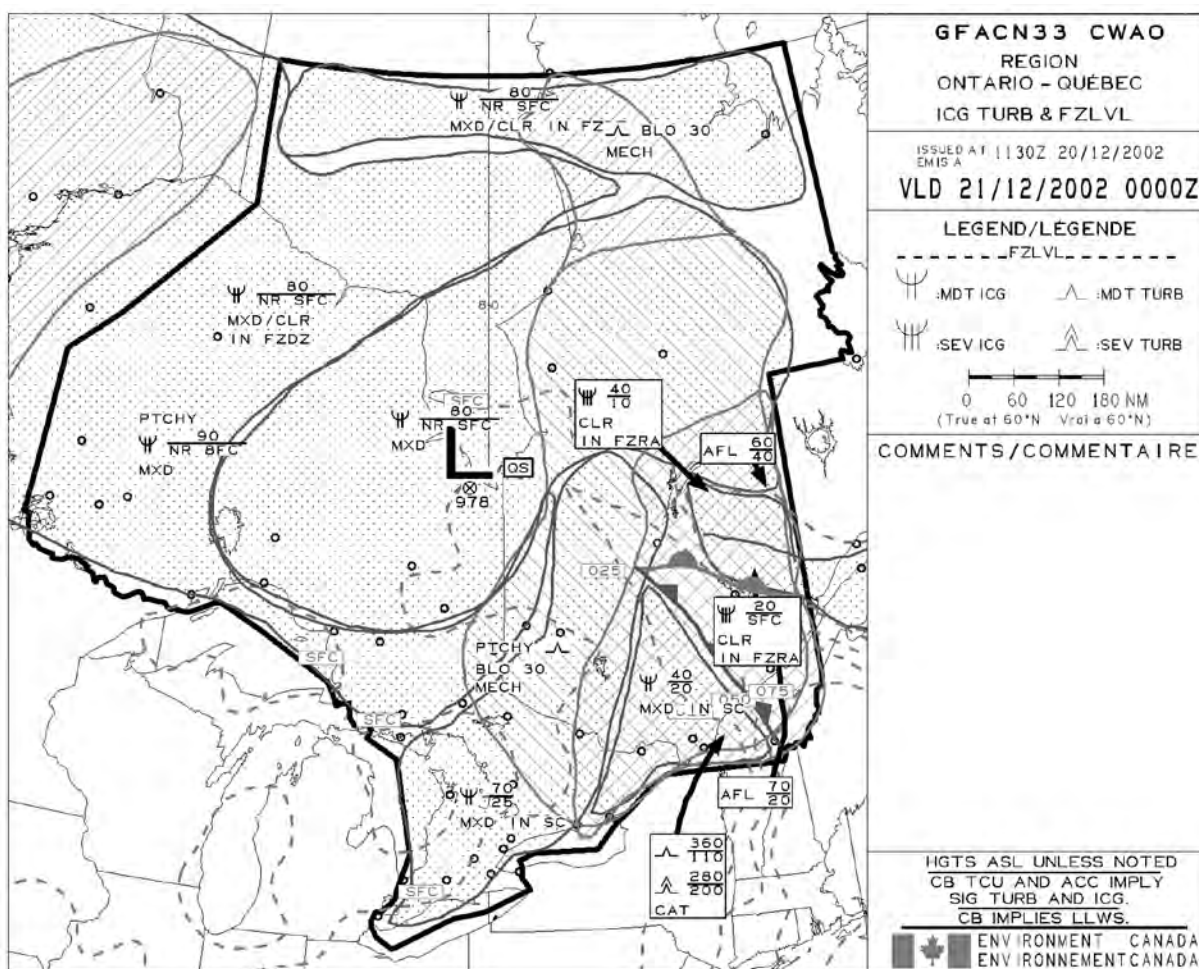 GFACN33 CWAO
REGION
ONTARIO - QUÉBEC
ICG TURB & FZLVL
ISSUED AT 1130Z 20/12/2002
EMIS A
VLD 21/12/2002 0000Z
LEGEND/LÉGENDE
FZLVL
:MDT ICG
:MDT TURB
:SEV ICG
:SEV TURB
0 60 120 180 NM
(True at 60°N Vrai a 60°N)
COMMENTS/COMMENTAIRE
HGTS ASL UNLESS NOTED
CB TCU AND ACC IMPLY
SIG TURB AND ICG.
CB IMPLIES LLWS.
ENVIRONMENT CANADA
ENVIRONNEMENT CANADA
80
NR SFC
MXD/CLR IN FZ
BLO 30
MECH
80
NR SFC
MXD/CLR
IN FZDZ
PTCHY
90
NR BFC
MXD
SFC
80
NR SFC
MXD
QS
978
40
10
CLR
IN FZRA
AFL 60
40
025
20
SFC
CLR
IN FZRA
PTCHY
BLO 30
MECH
SFC
SFC
40
20
MXD IN SC
050
075
70
25
MXD IN SC
AFL 70
20
360
110
280
200
CAT
SFC